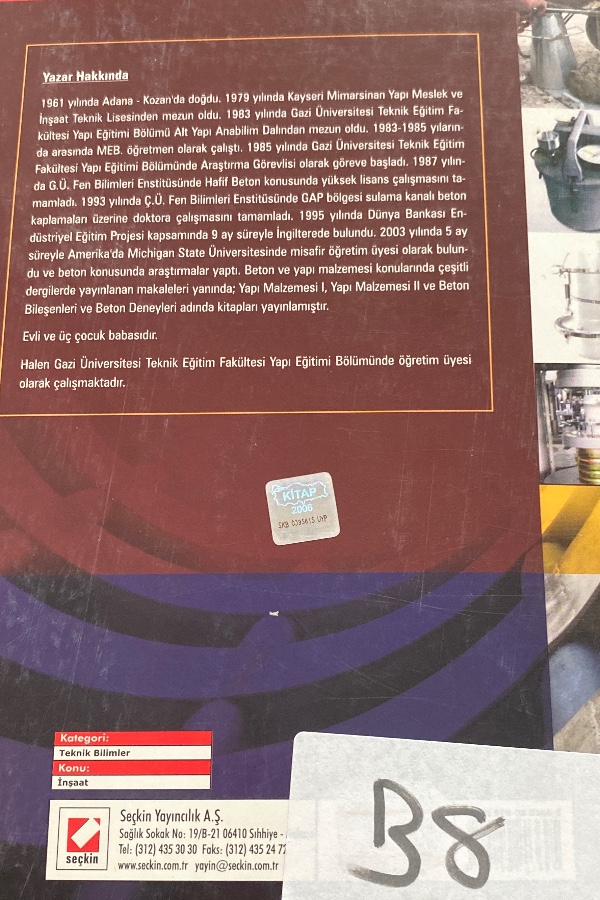 Yazar Hakkında
1961 yılında Adana - Kozan'da doğdu. 1979 yılında Kayseri Mimarsinan Yapı Meslek ve
İnşaat Teknik Lisesinden mezun oldu. 1983 yılında Gazi Üniversitesi Teknik Eğitim Fa-
kültesi Yapı Eğitimi Bölümü Alt Yapı Anabilim Dalından mezun oldu. 1983-1985 yıların-
da arasında MEB. öğretmen olarak çalıştı. 1985 yılında Gazi Üniversitesi Teknik Eğitim
Fakültesi Yapı Eğitimi Bölümünde Araştırma Görevlisi olarak göreve başladı. 1987 yılın-
da G.Ü. Fen Bilimleri Enstitüsünde Hafif Beton konusunda yüksek lisans çalışmasını ta-
mamladı. 1993 yılında Ç.Ü. Fen Bilimleri Enstitüsünde GAP bölgesi sulama kanalı beton
kaplamaları üzerine doktora çalışmasını tamamladı. 1995 yılında Dünya Bankası En-
düstriyel Eğitim Projesi kapsamında 9 ay süreyle İngilterede bulundu. 2003 yılında 5 ay
süreyle Amerika'da Michigan State Üniversitesinde misafir öğretim üyesi olarak bulun-
du ve beton konusunda araştırmalar yaptı. Beton ve yapı malzemesi konularında çeşitli
dergilerde yayınlanan makaleleri yanında; Yapı Malzemesi I, Yapı Malzemesi II ve Beton
Bileşenleri ve Beton Deneyleri adında kitapları yayınlamıştır.
Evli ve üç çocuk babasıdır.
Halen Gazi Üniversitesi Teknik Eğitim Fakültesi Yapı Eğitimi Bölümünde öğretim üyesi
olarak çalışmaktadır.
KİTAP
2006
SKB 0395615 UYP
Kategori:
Teknik Bilimler
Konu:
İnşaat
seçkin
Seçkin Yayıncılık A.Ş.
Sağlık Sokak No: 19/B-21 06410 Sıhhiye -
Tel: (312) 435 30 30 Faks: (312) 435 24 72
www.seckin.com.tr yayin@seckin.com.tr
B8